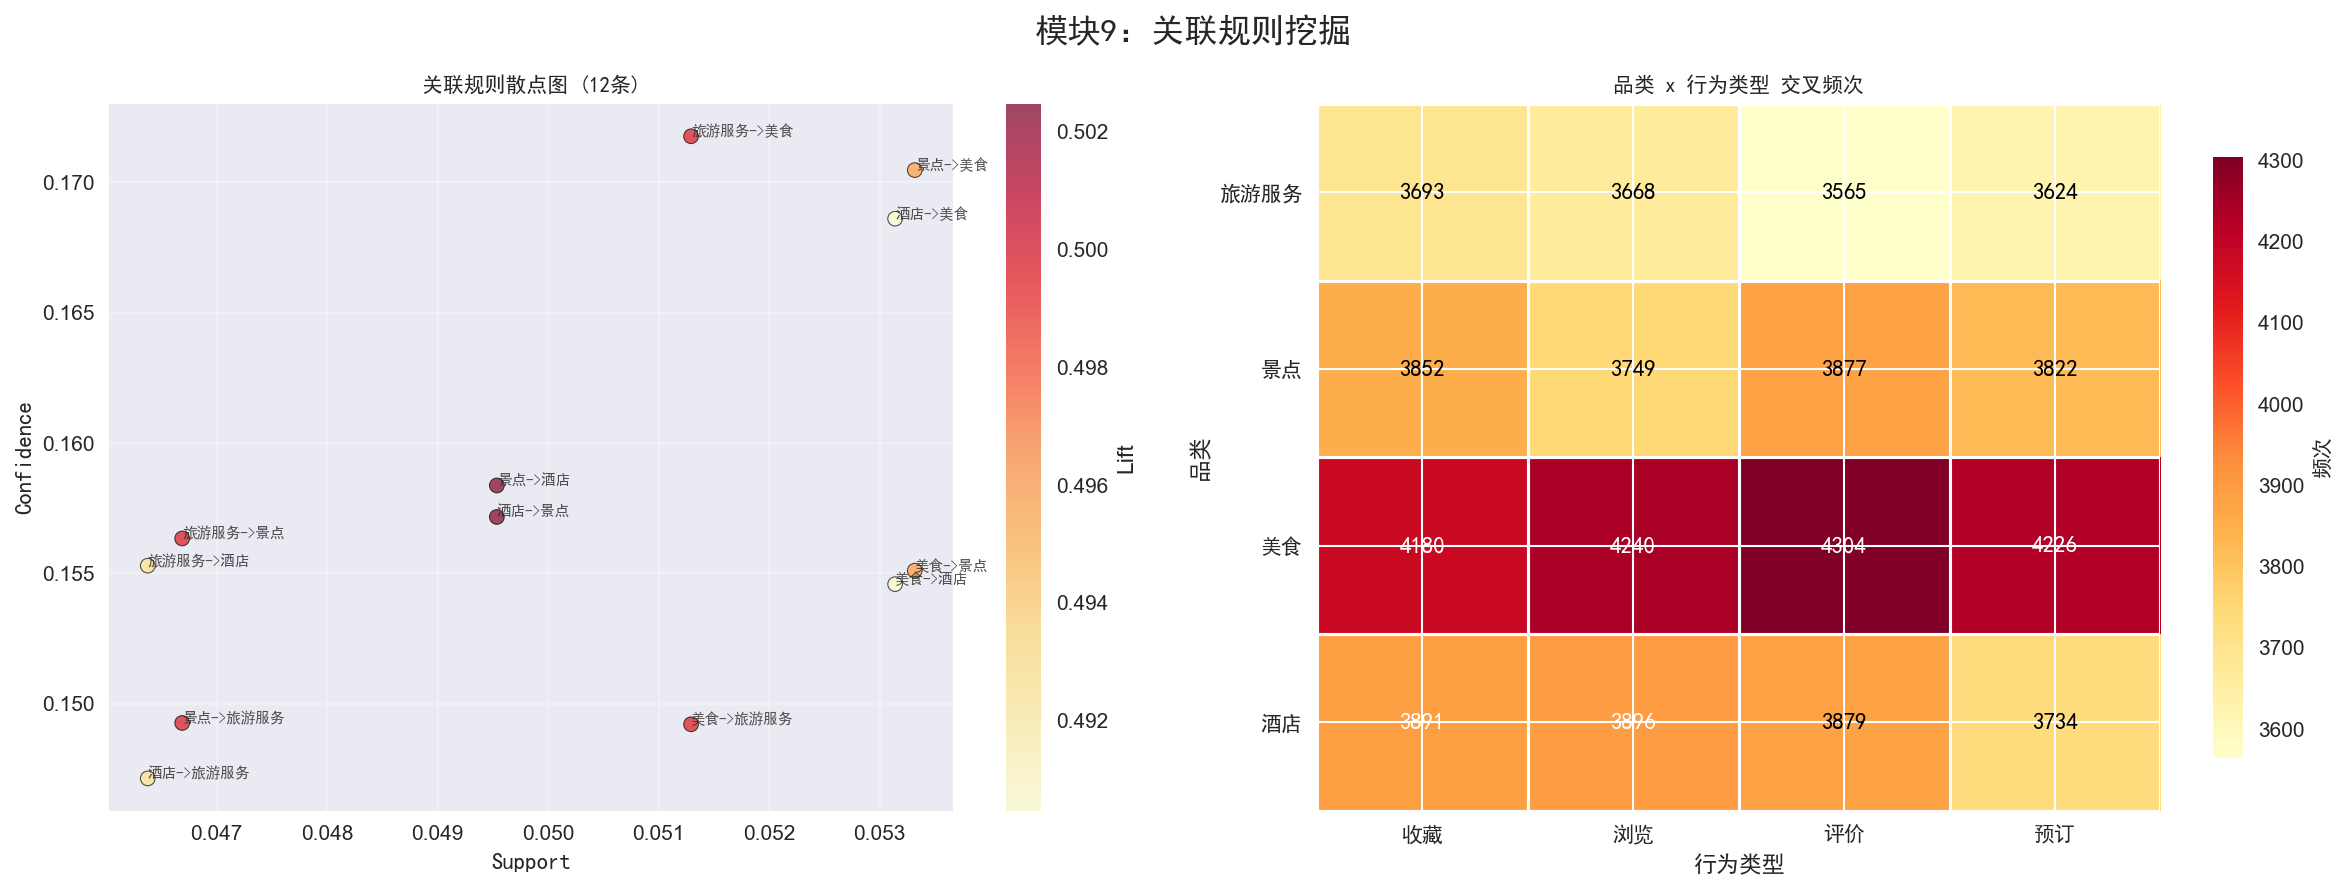 模块9：关联规则挖掘
关联规则散点图 (12条)
Confidence
0.170
0.165
0.160
0.155
0.150
旅游服务->美食
景点->美食
酒店->美食
景点->酒店
酒店->景点
旅游服务->景点
旅游服务->酒店
美食->景点
美食->酒店
景点->旅游服务
美食->旅游服务
酒店->旅游服务
0.047 0.048 0.049 0.050 0.051 0.052 0.053
Support
0.502
0.500
0.498
0.496
0.494
0.492
Lift
品类 x 行为类型 交叉频次
品类
旅游服务 3693 3668 3565 3624
景点 3852 3749 3877 3822
美食 4180 4240 4304 4226
酒店 3891 3896 3879 3734
收藏 浏览 评价 预订
行为类型
4300
4200
4100
4000
3900
3800
3700
3600
频次